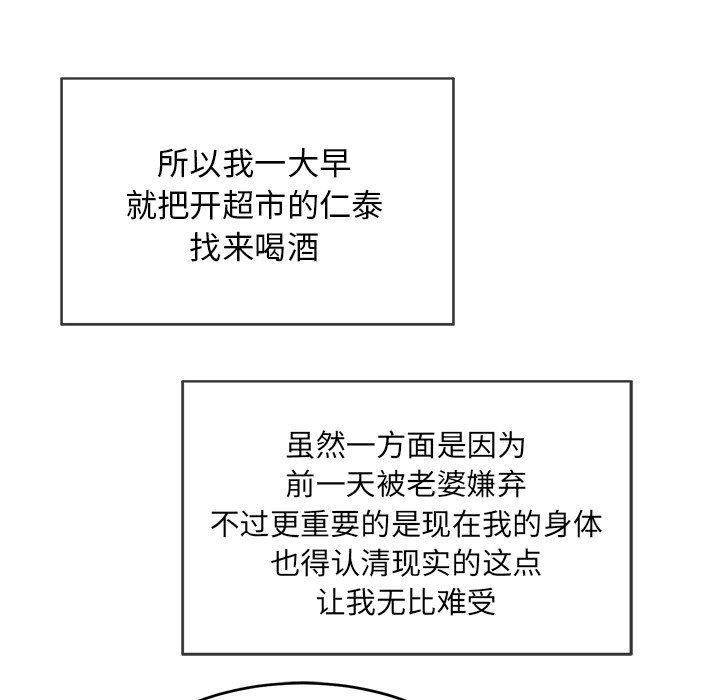 所以我一大早
就把开超市的仁泰
找来喝酒
虽然一方面是因为
前一天被老婆嫌弃
不过更重要的是现在我的身体
也得认清现实的这点
让我无比难受